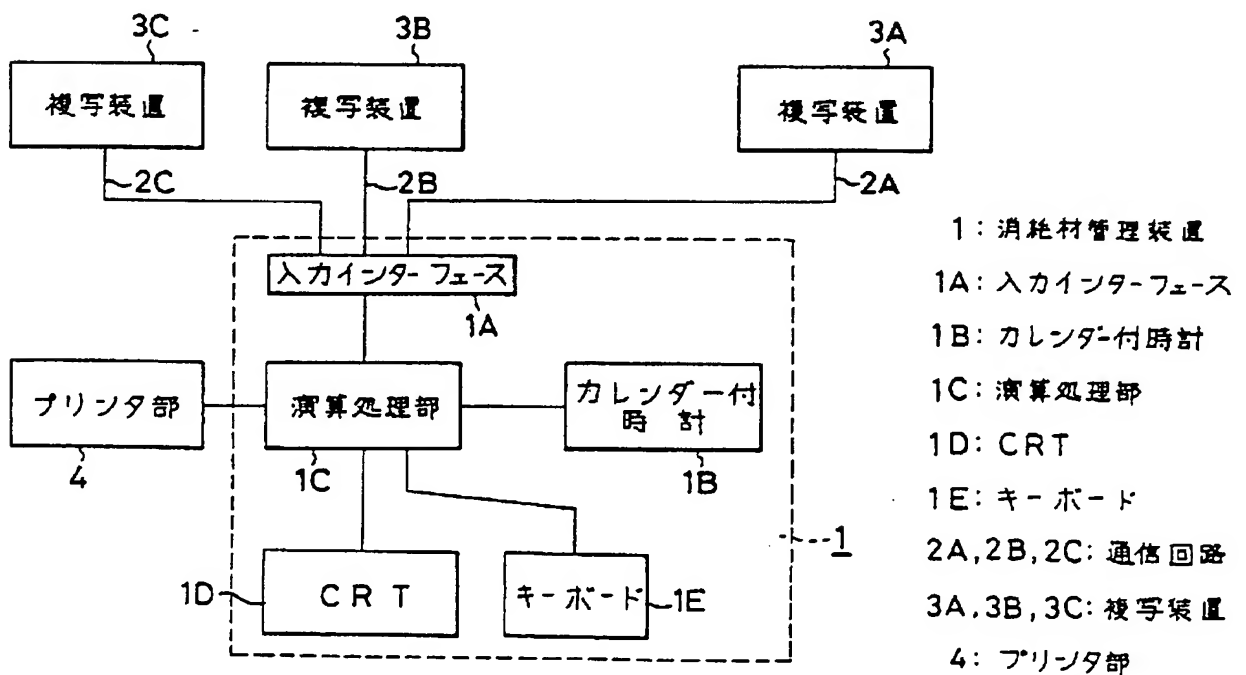 3C
3B
3A
複写装置
複写装置
複写装置
2C
2B
2A
入力インターフェース
1A
プリンタ部
演算処理部
カレンダー付
時計
4
1C
1B
1
1D
CRT
キーボード
1E
1: 消耗材管理装置
1A: 入力インターフェース
1B: カレンダー付時計
1C: 演算処理部
1D: CRT
1E: キーボード
2A,2B,2C: 通信回路
3A,3B,3C: 複写装置
4: プリンタ部